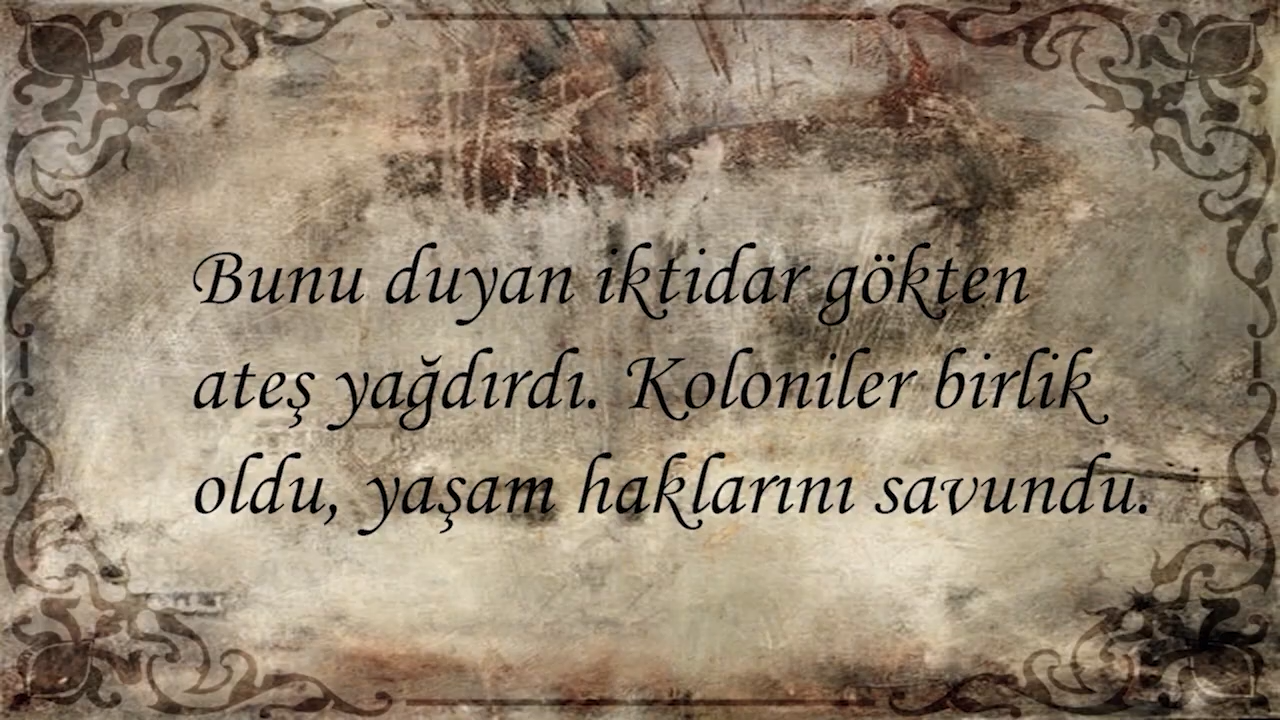 Bunu duyan iktidar gökten
ateş yağdırdı. Koloniler birlik
oldu, yaşam haklarını savundu.